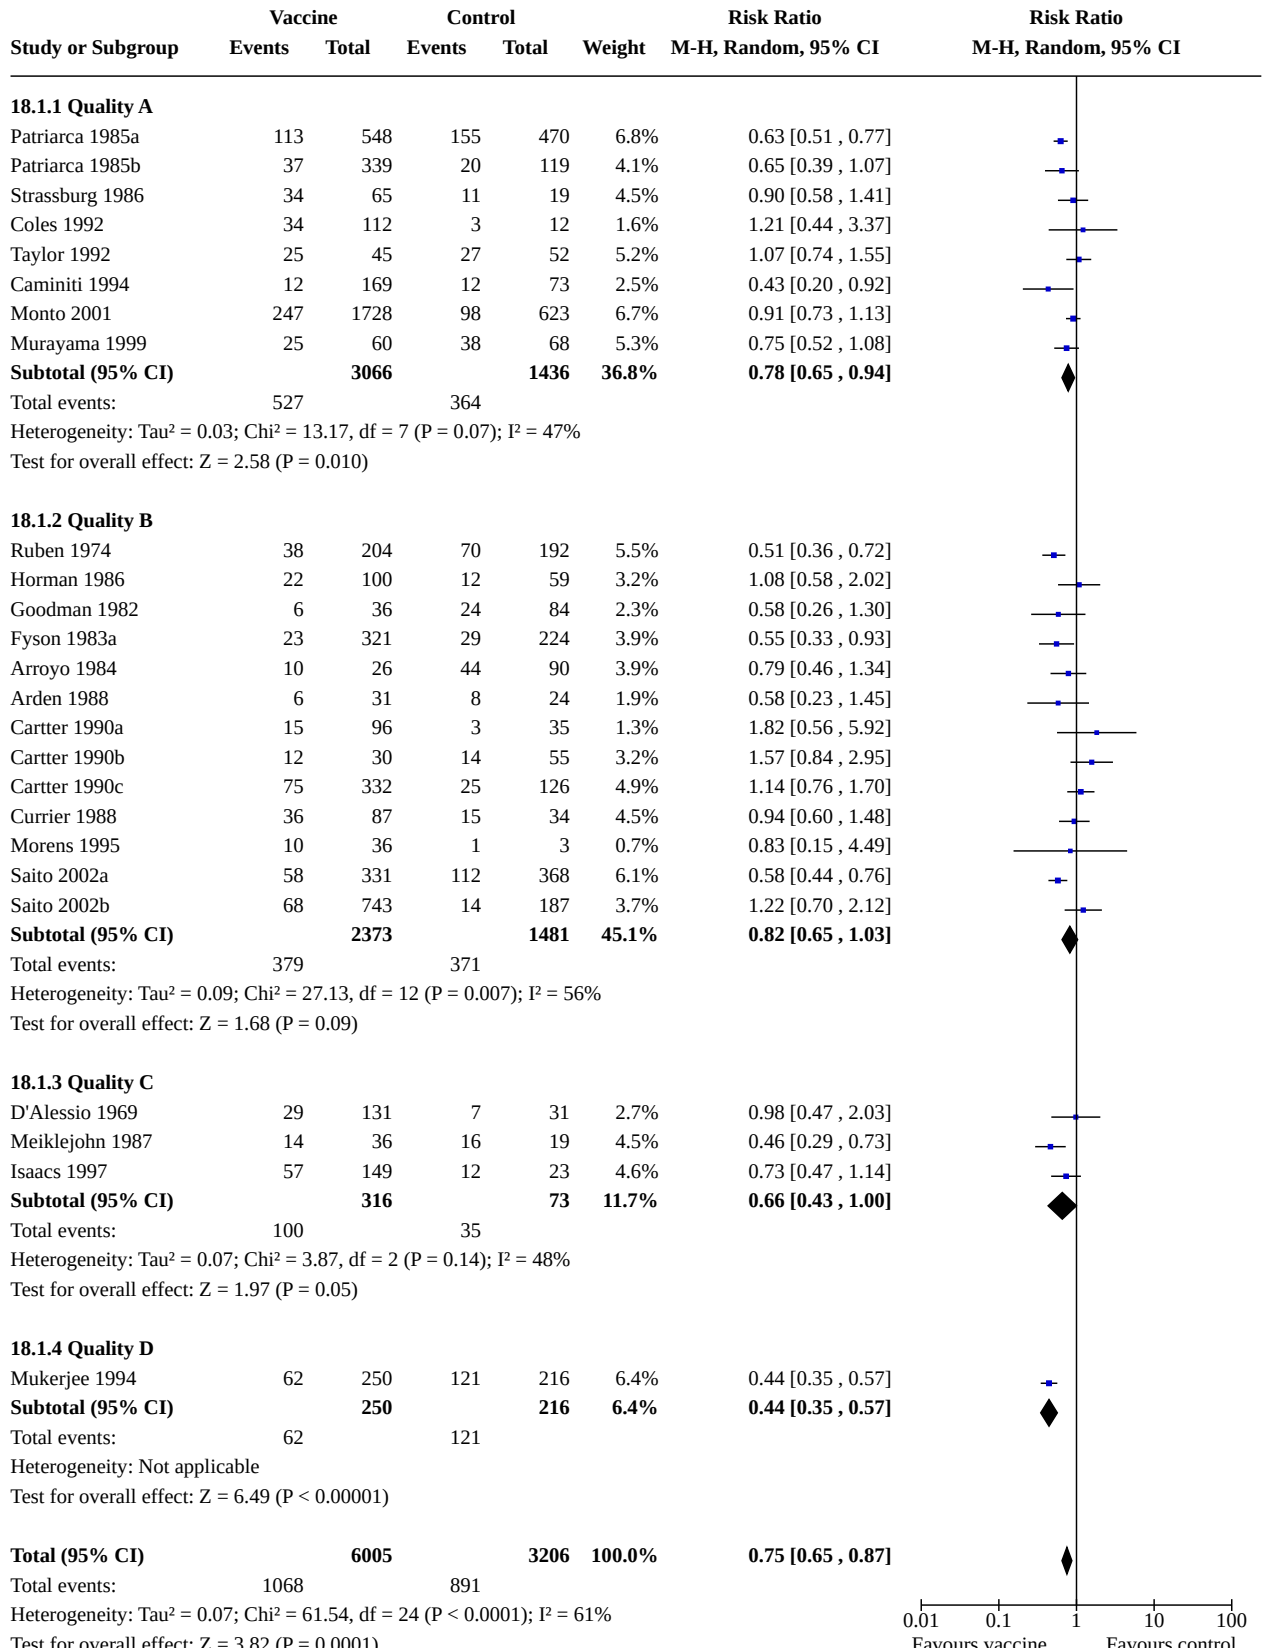 Vaccine Control Risk Ratio Risk Ratio
Study or Subgroup Events Total Events Total Weight M-H, Random, 95% CI M-H, Random, 95% CI
18.1.1 Quality A
Patriarca 1985a 113 548 155 470 6.8% 0.63 [0.51 , 0.77]
Patriarca 1985b 37 339 20 119 4.1% 0.65 [0.39 , 1.07]
Strassburg 1986 34 65 11 19 4.5% 0.90 [0.58 , 1.41]
Coles 1992 34 112 3 12 1.6% 1.21 [0.44 , 3.37]
Taylor 1992 25 45 27 52 5.2% 1.07 [0.74 , 1.55]
Caminiti 1994 12 169 12 73 2.5% 0.43 [0.20 , 0.92]
Monto 2001 247 1728 98 623 6.7% 0.91 [0.73 , 1.13]
Murayama 1999 25 60 38 68 5.3% 0.75 [0.52 , 1.08]
Subtotal (95% CI) 3066 1436 36.8% 0.78 [0.65 , 0.94]
Total events: 527 364
Heterogeneity: Tau² = 0.03; Chi² = 13.17, df = 7 (P = 0.07); I² = 47%
Test for overall effect: Z = 2.58 (P = 0.010)
18.1.2 Quality B
Ruben 1974 38 204 70 192 5.5% 0.51 [0.36 , 0.72]
Horman 1986 22 100 12 59 3.2% 1.08 [0.58 , 2.02]
Goodman 1982 6 36 24 84 2.3% 0.58 [0.26 , 1.30]
Fyson 1983a 23 321 29 224 3.9% 0.55 [0.33 , 0.93]
Arroyo 1984 10 26 44 90 3.9% 0.79 [0.46 , 1.34]
Arden 1988 6 31 8 24 1.9% 0.58 [0.23 , 1.45]
Cartter 1990a 15 96 3 35 1.3% 1.82 [0.56 , 5.92]
Cartter 1990b 12 30 14 55 3.2% 1.57 [0.84 , 2.95]
Cartter 1990c 75 332 25 126 4.9% 1.14 [0.76 , 1.70]
Currier 1988 36 87 15 34 4.5% 0.94 [0.60 , 1.48]
Morens 1995 10 36 1 3 0.7% 0.83 [0.15 , 4.49]
Saito 2002a 58 331 112 368 6.1% 0.58 [0.44 , 0.76]
Saito 2002b 68 743 14 187 3.7% 1.22 [0.70 , 2.12]
Subtotal (95% CI) 2373 1481 45.1% 0.82 [0.65 , 1.03]
Total events: 379 371
Heterogeneity: Tau² = 0.09; Chi² = 27.13, df = 12 (P = 0.007); I² = 56%
Test for overall effect: Z = 1.68 (P = 0.09)
18.1.3 Quality C
D'Alessio 1969 29 131 7 31 2.7% 0.98 [0.47 , 2.03]
Meiklejohn 1987 14 36 16 19 4.5% 0.46 [0.29 , 0.73]
Isaacs 1997 57 149 12 23 4.6% 0.73 [0.47 , 1.14]
Subtotal (95% CI) 316 73 11.7% 0.66 [0.43 , 1.00]
Total events: 100 35
Heterogeneity: Tau² = 0.07; Chi² = 3.87, df = 2 (P = 0.14); I² = 48%
Test for overall effect: Z = 1.97 (P = 0.05)
18.1.4 Quality D
Mukerjee 1994 62 250 121 216 6.4% 0.44 [0.35 , 0.57]
Subtotal (95% CI) 250 216 6.4% 0.44 [0.35 , 0.57]
Total events: 62 121
Heterogeneity: Not applicable
Test for overall effect: Z = 6.49 (P < 0.00001)
Total (95% CI) 6005 3206 100.0% 0.75 [0.65 , 0.87]
Total events: 1068 891
Heterogeneity: Tau² = 0.07; Chi² = 61.54, df = 24 (P < 0.0001); I² = 61%
0.01 0.1 1 10 100
Test for overall effect: Z = 3.82 (P = 0.0001) Favours vaccine Favours control